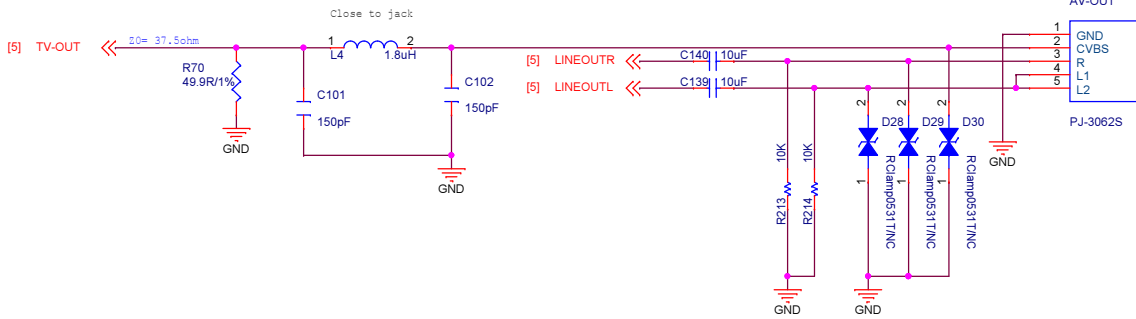 AV-OUT
Close to jack
[5] TV-OUT
Z0= 37.5ohm
1
2
L4
1.8uH
R70
49.9R/1%
GND
C101
150pF
C102
150pF
GND
[5] LINEOUTR
C140
10uF
[5] LINEOUTL
C139
10uF
1
2
3
4
5
GND
CVBS
R
L1
L2
PJ-3062S
GND
10K
10K
R213
R214
GND
2
2
2
D28
D29
D30
1
1
1
RClamp0531T/NC
RClamp0531T/NC
RClamp0531T/NC
GND